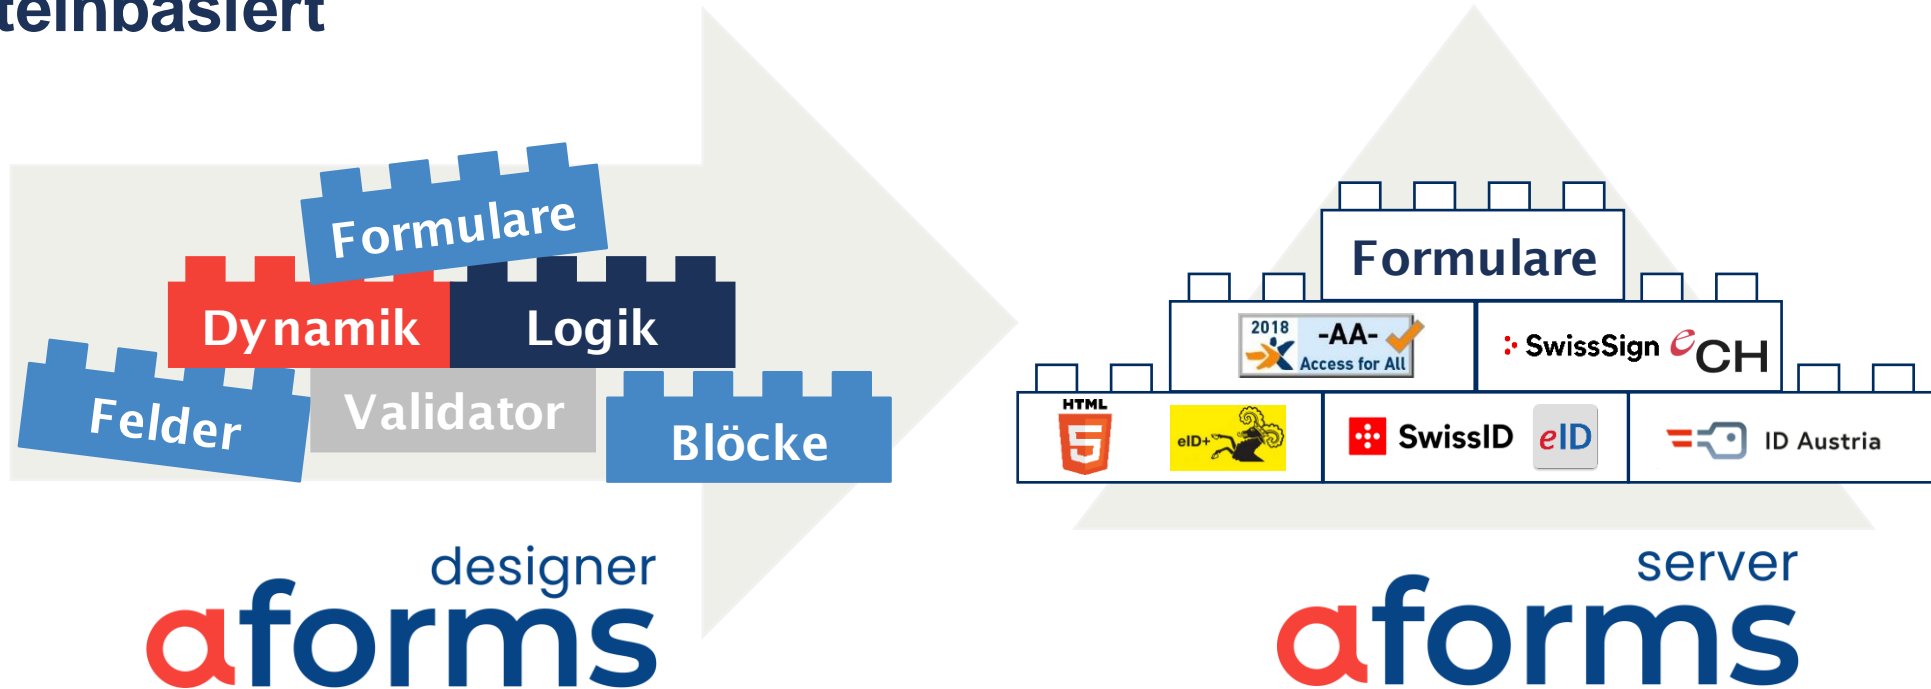 teinbasiert
Formulare
Dynamik
Logik
Felder
Validator
Blöcke
designer
aforms
Formulare
2018
-AA-
Access for All
SwissSign
eCH
HTML
5
eID+
SwissID
eID
ID Austria
server
aforms